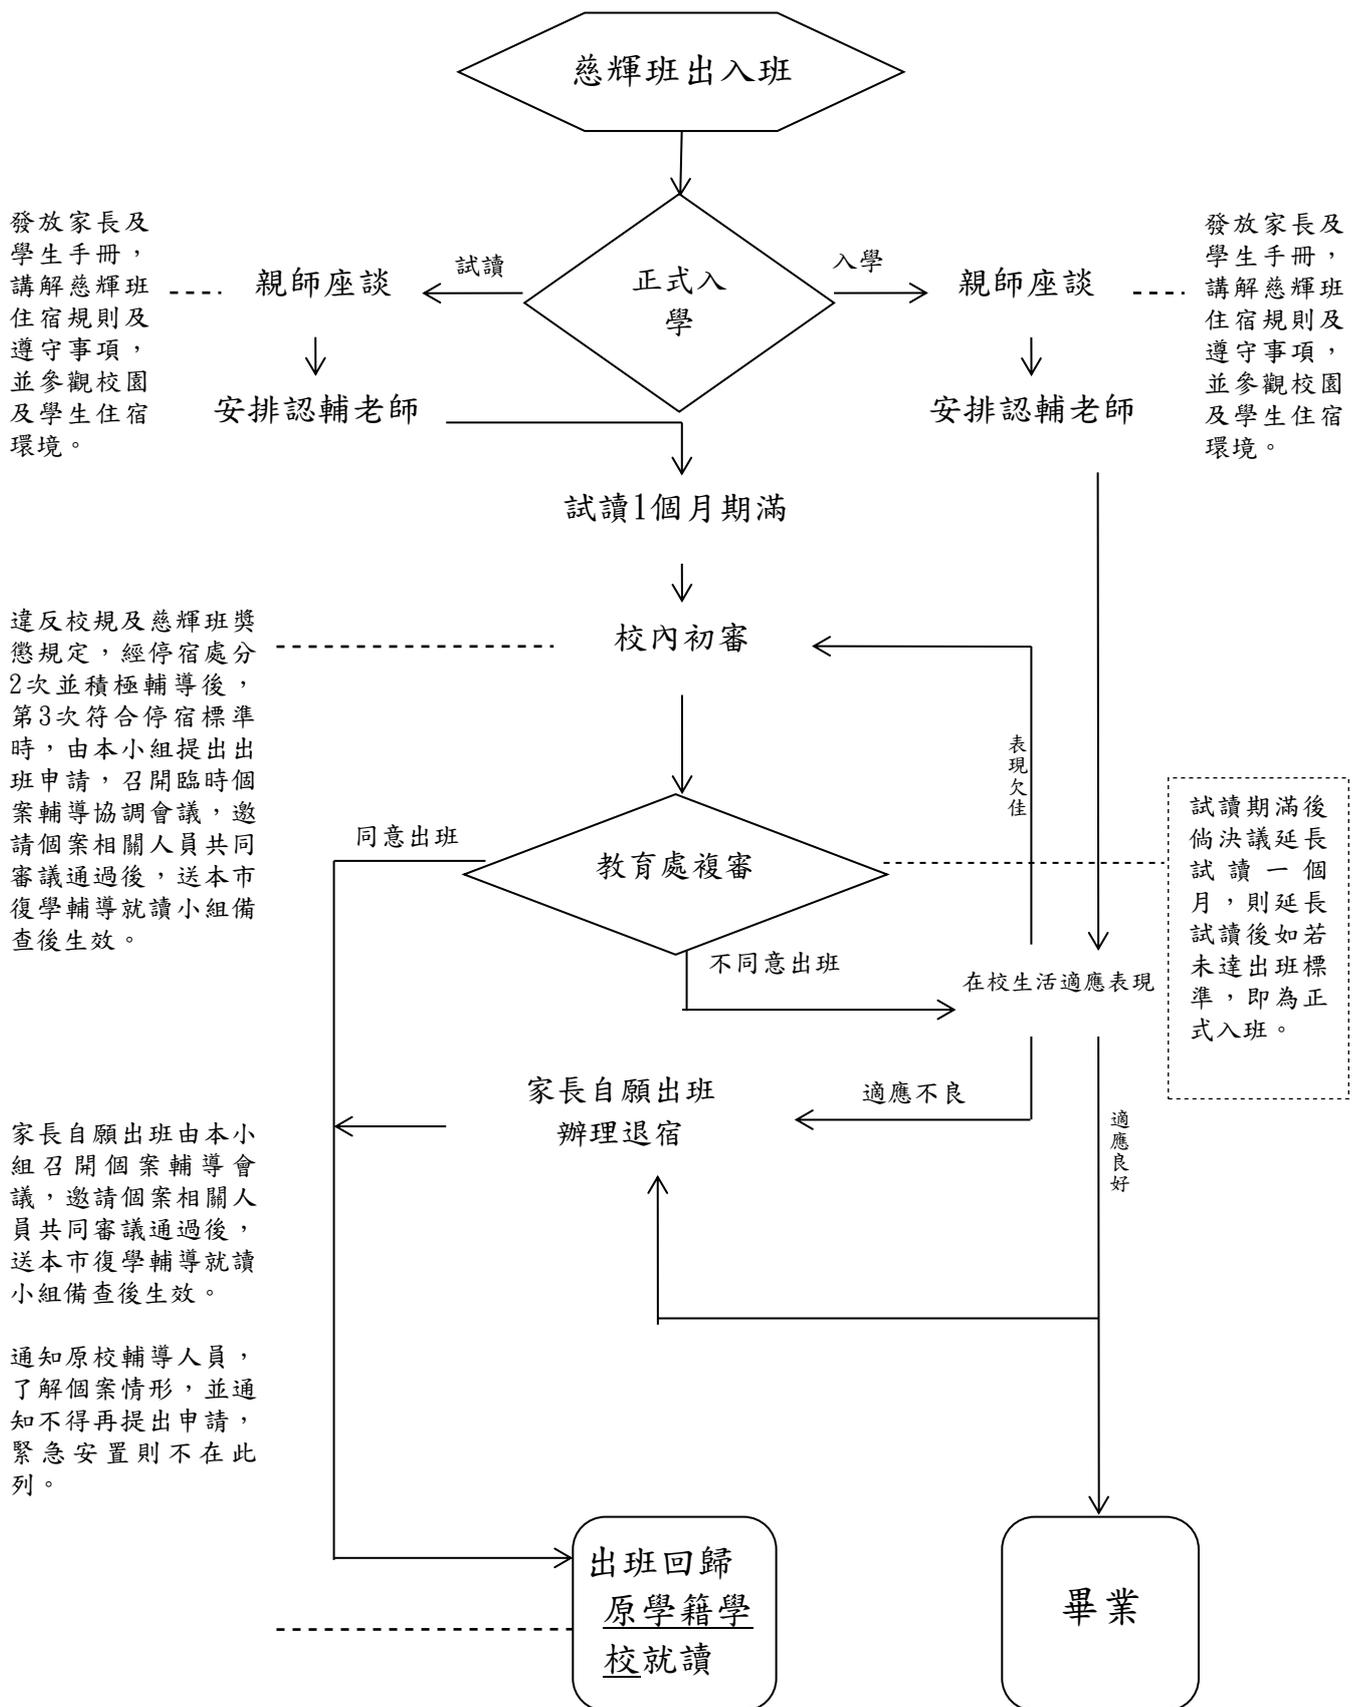 慈輝班出入班
發放家長及
學生手冊，
講解慈輝班
住宿規則及
遵守事項，
並參觀校園
及學生住宿
環境。
親師座談
試讀
正式入
學
入學
親師座談
發放家長及
學生手冊，
講解慈輝班
住宿規則及
遵守事項，
並參觀校園
及學生住宿
環境。
安排認輔老師
安排認輔老師
試讀1個月期滿
違反校規及慈輝班獎
懲規定，經停宿處分
2次並積極輔導後，
第3次符合停宿標準
時，由本小組提出出
班申請，召開臨時個
案輔導協調會議，邀
請個案相關人員共同
審議通過後，送本市
復學輔導就讀小組備
查後生效。
校內初審
表現欠佳
同意出班
教育處複審
不同意出班
在校生活適應表現
試讀期滿後
倘決議延長
試讀一個
月，則延長
試讀後如若
未達出班標
準，即為正
式入班。
家長自願出班
辦理退宿
適應不良
適應良好
家長自願出班由本小
組召開個案輔導會
議，邀請個案相關人
員共同審議通過後，
送本市復學輔導就讀
小組備查後生效。
通知原校輔導人員，
了解個案情形，並通
知不得再提出申請，
緊急安置則不在此
列。
出班回歸
原學籍學
校就讀
畢業